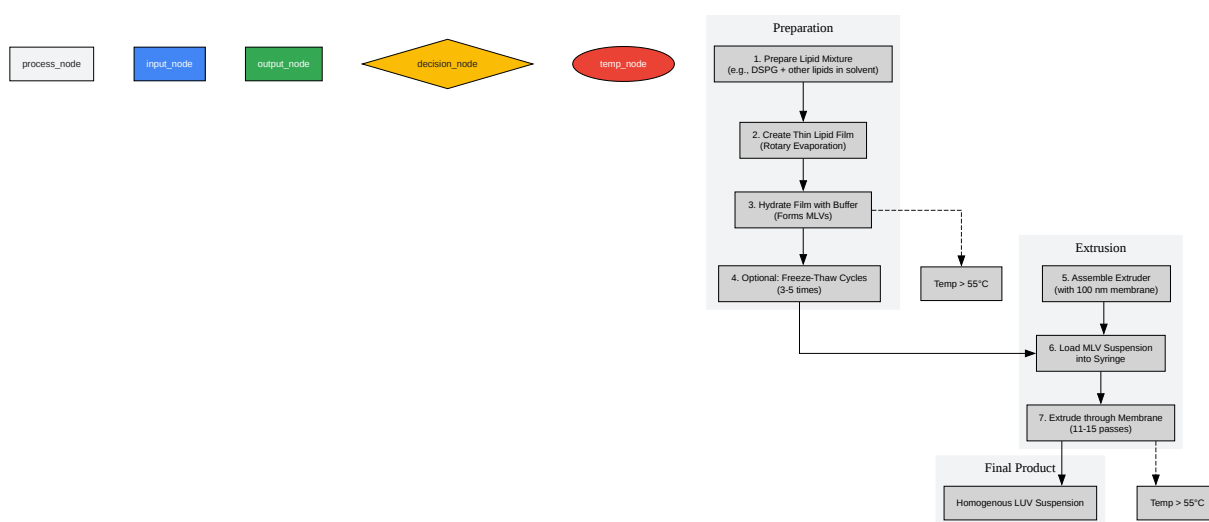 process_node
input_node
output_node
decision_node
temp_node
Preparation
1. Prepare Lipid Mixture
(e.g., DSPG + other lipids in solvent)
2. Create Thin Lipid Film
(Rotary Evaporation)
3. Hydrate Film with Buffer
(Forms MLVs)
4. Optional: Freeze-Thaw Cycles
(3-5 times)
Temp > 55°C
Extrusion
5. Assemble Extruder
(with 100 nm membrane)
6. Load MLV Suspension
into Syringe
7. Extrude through Membrane
(11-15 passes)
Final Product
Homogenous LUV Suspension
Temp > 55°C